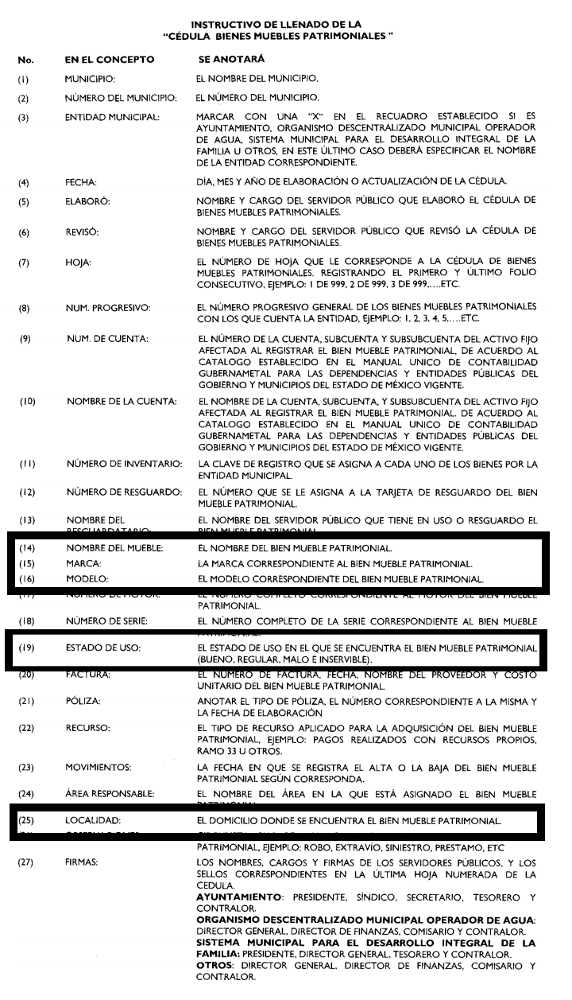 INSTRUCTIVO DE LLENADO DE LA
"CÉDULA BIENES MUEBLES PATRIMONIALES "
No. EN EL CONCEPTO SE ANOTARÁ
(1) MUNICIPIO: EL NOMBRE DEL MUNICIPIO.
(2) NÚMERO DEL MUNICIPIO: EL NÚMERO DEL MUNICIPIO.
(3) ENTIDAD MUNICIPAL: MARCAR CON UNA "X" EN EL RECUADRO ESTABLECIDO SI ES
AYUNTAMIENTO, ORGANISMO DESCENTRALIZADO MUNICIPAL OPERADOR
DE AGUA, SISTEMA MUNICIPAL PARA EL DESARROLLO INTEGRAL DE LA
FAMILIA U OTROS, EN ESTE ÚLTIMO CASO DEBERÁ ESPECIFICAR EL NOMBRE
DE LA ENTIDAD CORRESPONDIENTE.
(4) FECHA: DÍA, MES Y AÑO DE ELABORACIÓN O ACTUALIZACIÓN DE LA CÉDULA.
(5) ELABORÓ: NOMBRE Y CARGO DEL SERVIDOR PÚBLICO QUE ELABORÓ EL CÉDULA DE
BIENES MUEBLES PATRIMONIALES.
(6) REVISÓ: NOMBRE Y CARGO DEL SERVIDOR PÚBLICO QUE REVISÓ LA CÉDULA DE
BIENES MUEBLES PATRIMONIALES.
(7) HOJA: EL NÚMERO DE HOJA QUE LE CORRESPONDE A LA CÉDULA DE BIENES
MUEBLES PATRIMONIALES. REGISTRANDO EL PRIMERO Y ÚLTIMO FOLIO
CONSECUTIVO, EJEMPLO: 1 DE 999, 2 DE 999, 3 DE 999,....ETC.
(8) NUM. PROGRESIVO: EL NÚMERO PROGRESIVO GENERAL DE LOS BIENES MUEBLES PATRIMONIALES
CON LOS QUE CUENTA LA ENTIDAD, EJEMPLO: 1, 2, 3, 4, 5,....ETC.
(9) NUM. DE CUENTA: EL NÚMERO DE LA CUENTA, SUBCUENTA Y SUBSUBCUENTA DEL ACTIVO FIJO
AFECTADA AL REGISTRAR EL BIEN MUEBLE PATRIMONIAL, DE ACUERDO AL
CATALOGO ESTABLECIDO EN EL MANUAL UNICO DE CONTABILIDAD
GUBERNAMETAL PARA LAS DEPENDENCIAS Y ENTIDADES PÚBLICAS DEL
GOBIERNO Y MUNICIPIOS DEL ESTADO DE MÉXICO VIGENTE.
(10) NOMBRE DE LA CUENTA: EL NOMBRE DE LA CUENTA, SUBCUENTA, Y SUBSUBCUENTA DEL ACTIVO FIJO
AFECTADA AL REGISTRAR EL BIEN MUEBLE PATRIMONIAL. DE ACUERDO AL
CATALOGO ESTABLECIDO EN EL MANUAL UNICO DE CONTABILIDAD
GUBERNAMETAL PARA LAS DEPENDENCIAS Y ENTIDADES PÚBLICAS DEL
GOBIERNO Y MUNICIPIOS DEL ESTADO DE MÉXICO VIGENTE.
(11) NÚMERO DE INVENTARIO: LA CLAVE DE REGISTRO QUE SE ASIGNA A CADA UNO DE LOS BIENES POR LA
ENTIDAD MUNICIPAL.
(12) NÚMERO DE RESGUARDO: EL NÚMERO QUE SE LE ASIGNA A LA TARJETA DE RESGUARDO DEL BIEN
MUEBLE PATRIMONIAL.
(13) NOMBRE DEL EL NOMBRE DEL SERVIDOR PÚBLICO QUE TIENE EN USO O RESGUARDO EL
RESGUARDATARIO: BIEN MUEBLE PATRIMONIAL.
(14) NOMBRE DEL MUEBLE: EL NOMBRE DEL BIEN MUEBLE PATRIMONIAL.
(15) MARCA: LA MARCA CORRESPONDIENTE AL BIEN MUEBLE PATRIMONIAL.
(16) MODELO: EL MODELO CORRESPONDIENTE DEL BIEN MUEBLE PATRIMONIAL.
(17) NÚMERO DE MOTOR: EL NÚMERO COMPLETO CORRESPONDIENTE AL MOTOR DEL BIEN MUEBLE
PATRIMONIAL.
(18) NÚMERO DE SERIE: EL NÚMERO COMPLETO DE LA SERIE CORRESPONDIENTE AL BIEN MUEBLE
(19) ESTADO DE USO: EL ESTADO DE USO EN EL QUE SE ENCUENTRA EL BIEN MUEBLE PATRIMONIAL
(BUENO, REGULAR, MALO E INSERVIBLE).
(20) FACTURA: EL NÚMERO DE FACTURA, FECHA, NOMBRE DEL PROVEEDOR Y COSTO
UNITARIO DEL BIEN MUEBLE PATRIMONIAL.
(21) PÓLIZA: ANOTAR EL TIPO DE PÓLIZA, EL NÚMERO CORRESPONDIENTE A LA MISMA Y
LA FECHA DE ELABORACIÓN
(22) RECURSO: EL TIPO DE RECURSO APLICADO PARA LA ADQUISICIÓN DEL BIEN MUEBLE
PATRIMONIAL, EJEMPLO: PAGOS REALIZADOS CON RECURSOS PROPIOS,
RAMO 33 U OTROS.
(23) MOVIMIENTOS: LA FECHA EN QUE SE REGISTRA EL ALTA O LA BAJA DEL BIEN MUEBLE
PATRIMONIAL SEGÚN CORRESPONDA.
(24) ÁREA RESPONSABLE: EL NOMBRE DEL ÁREA EN LA QUE ESTÁ ASIGNADO EL BIEN MUEBLE
(25) LOCALIDAD: EL DOMICILIO DONDE SE ENCUENTRA EL BIEN MUEBLE PATRIMONIAL.
PATRIMONIAL, EJEMPLO: ROBO, EXTRAVÍO, SINIESTRO, PRESTAMO, ETC
(27) FIRMAS: LOS NOMBRES, CARGOS Y FIRMAS DE LOS SERVIDORES PÚBLICOS, Y LOS
SELLOS CORRESPONDIENTES EN LA ÚLTIMA HOJA NUMERADA DE LA
CEDULA.
AYUNTAMIENTO: PRESIDENTE, SÍNDICO, SECRETARIO, TESORERO Y
CONTRALOR.
ORGANISMO DESCENTRALIZADO MUNICIPAL OPERADOR DE AGUA:
DIRECTOR GENERAL, DIRECTOR DE FINANZAS, COMISARIO Y CONTRALOR.
SISTEMA MUNICIPAL PARA EL DESARROLLO INTEGRAL DE LA
FAMILIA: PRESIDENTE, DIRECTOR GENERAL, TESORERO Y CONTRALOR.
OTROS: DIRECTOR GENERAL, DIRECTOR DE FINANZAS, COMISARIO Y
CONTRALOR.